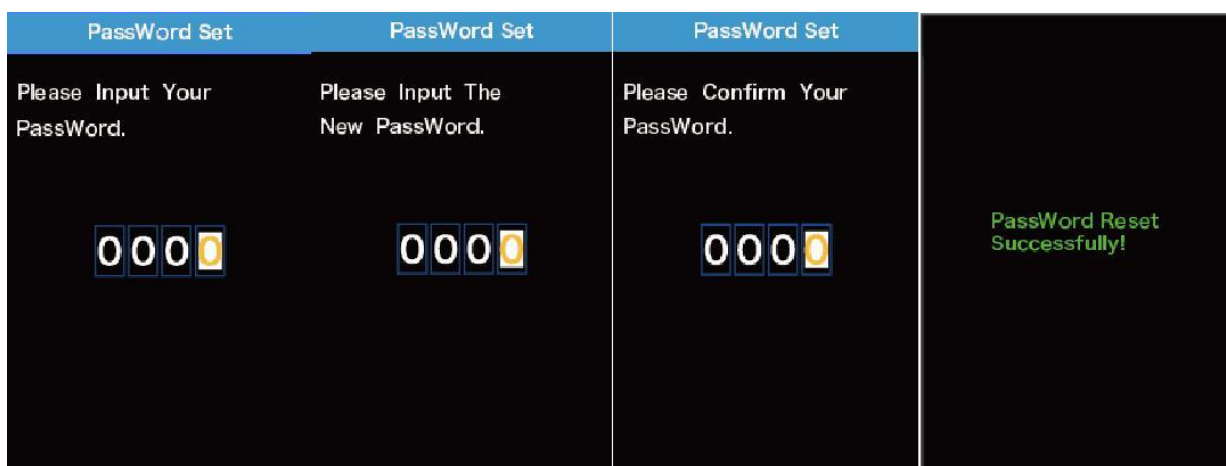 PassWord Set
Please Input Your
PassWord.
0000
PassWord Set
Please Input The
New PassWord.
0000
PassWord Set
Please Confirm Your
PassWord.
0000
PassWord Reset
Successfully!